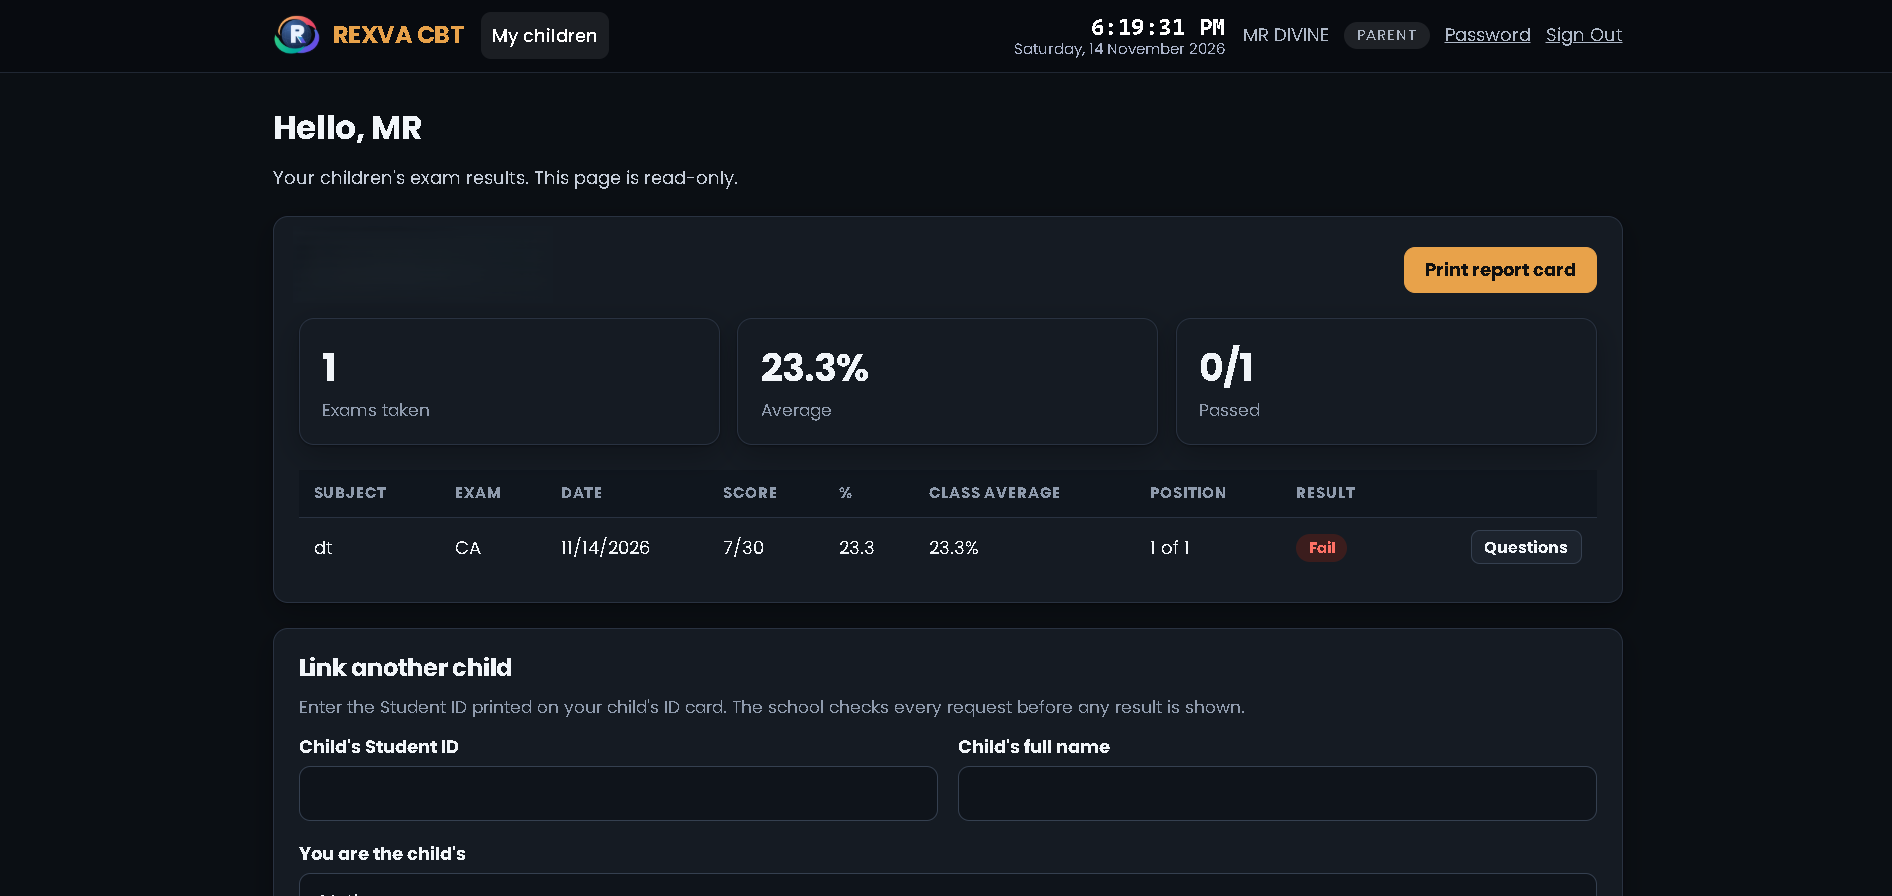 REXVA CBT My children 6:19:31 PM MR DIVINE PARENT Password Sign Out
Saturday, 14 November 2026
Hello, MR
Your children's exam results. This page is read-only.
Print report card
1 23.3% 0/1
Exams taken Average Passed
SUBJECT EXAM DATE SCORE % CLASS AVERAGE POSITION RESULT
dt CA 11/14/2026 7/30 23.3 23.3% 1 of 1 Fail Questions
Link another child
Enter the Student ID printed on your child's ID card. The school checks every request before any result is shown.
Child's Student ID Child's full name
You are the child's